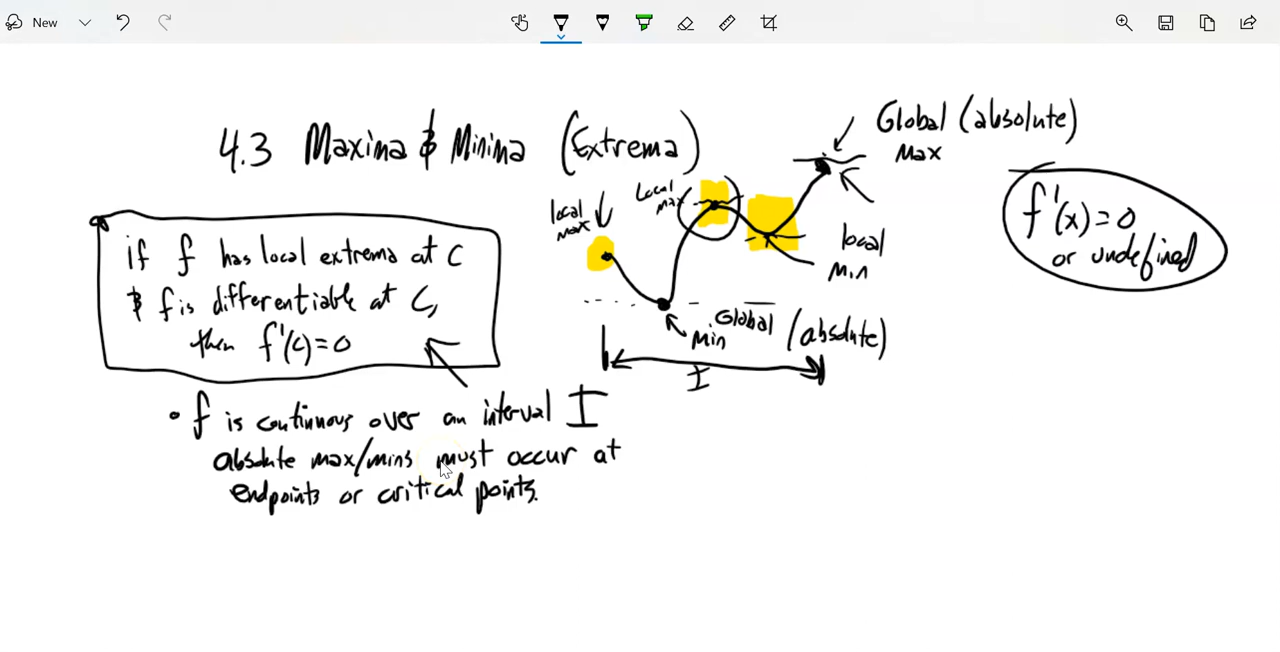 New
4.3 Maxima & Minima (Extrema)
Global (absolute)
Max
local
max
Local
max
local
min
Global (absolute)
Min
I
f'(x)=0
or undefined
if f has local extrema at C
& f is differentiable at C,
then f'(c)=0
• f is continuous over an interval I
absolute max/mins must occur at
endpoints or critical points.